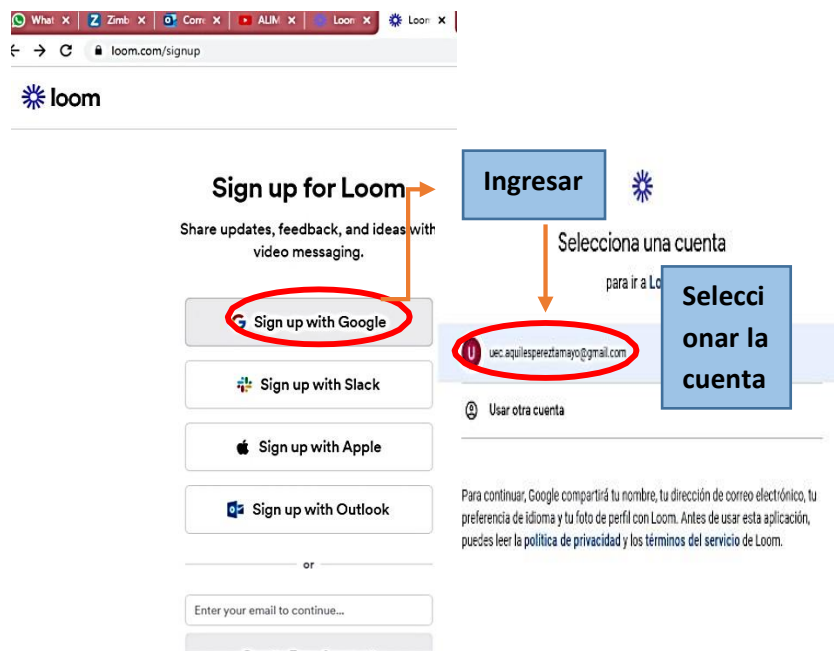 What
Zimb
Corre
ALIM
Loom
Loom
loom.com/signup
loom
Sign up for Loom
Share updates, feedback, and ideas with
video messaging.
Sign up with Google
Sign up with Slack
Sign up with Apple
Sign up with Outlook
or
Enter your email to continue...
Ingresar
Selecciona una cuenta
para ir a Lo
Selecci
onar la
cuenta
U
uec.aquilespereztamayo@gmail.com
Usar otra cuenta
Para continuar, Google compartirá tu nombre, tu dirección de correo electrónico, tu
preferencia de idioma y tu foto de perfil con Loom. Antes de usar esta aplicación,
puedes leer la política de privacidad y los términos del servicio de Loom.